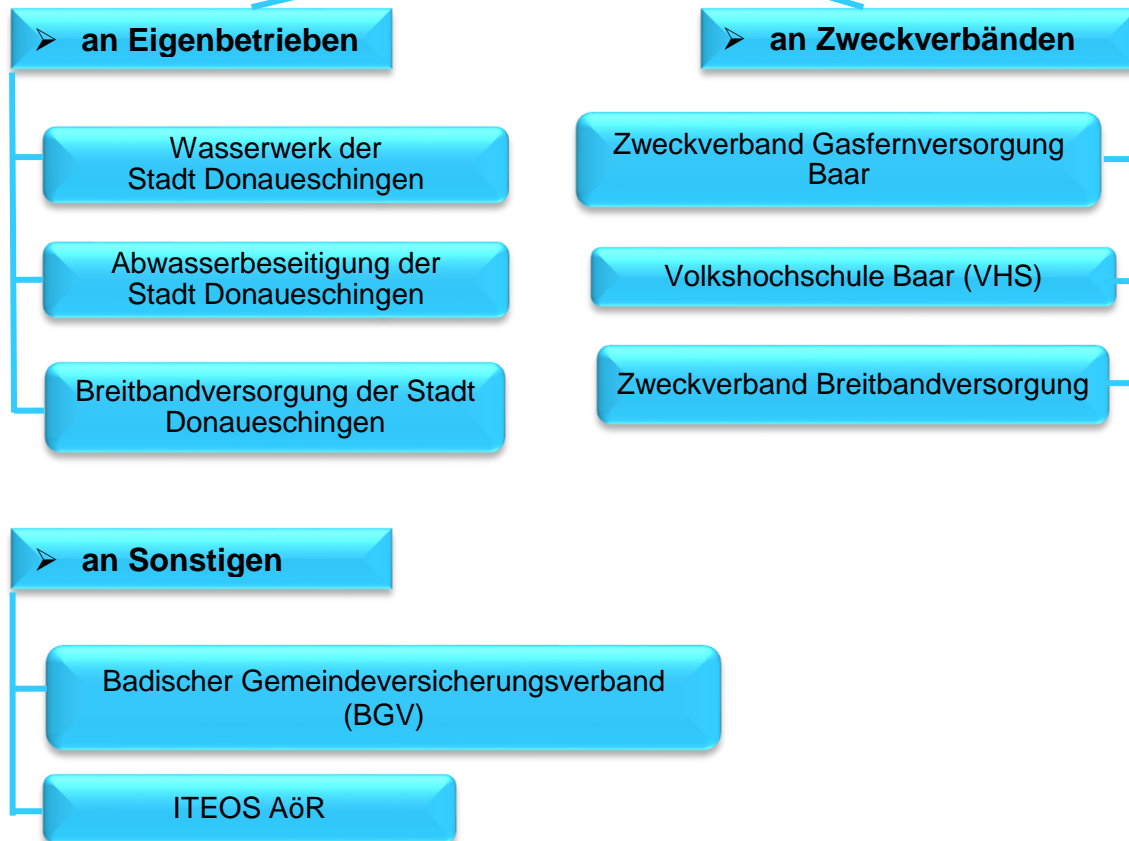 ➢ an Eigenbetrieben
Wasserwerk der
Stadt Donaueschingen
Abwasserbeseitigung der
Stadt Donaueschingen
Breitbandversorgung der Stadt
Donaueschingen
➢ an Zweckverbänden
Zweckverband Gasfernversorgung
Baar
Volkshochschule Baar (VHS)
Zweckverband Breitbandversorgung
➢ an Sonstigen
Badischer Gemeindeversicherungsverband
(BGV)
ITEOS AöR